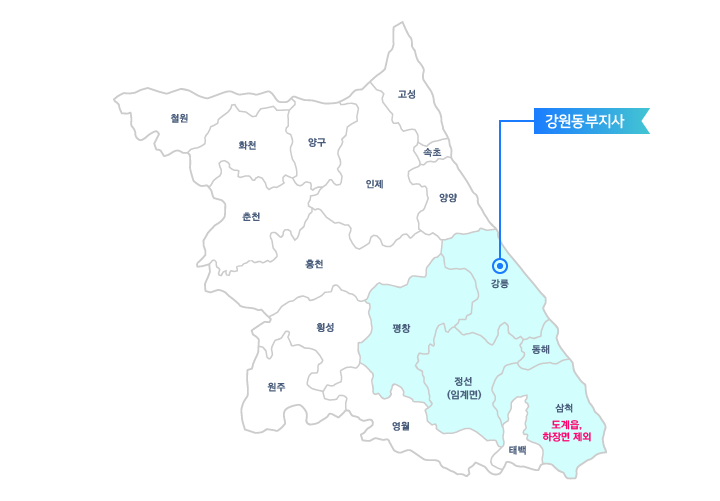 고성
강원동부지사
철원
화천
양구
속초
인제
양양
춘천
홍천
강릉
횡성
평창
동해
원주
정선
(임계면)
삼척
도계읍,
하장면 제외
영월
태백